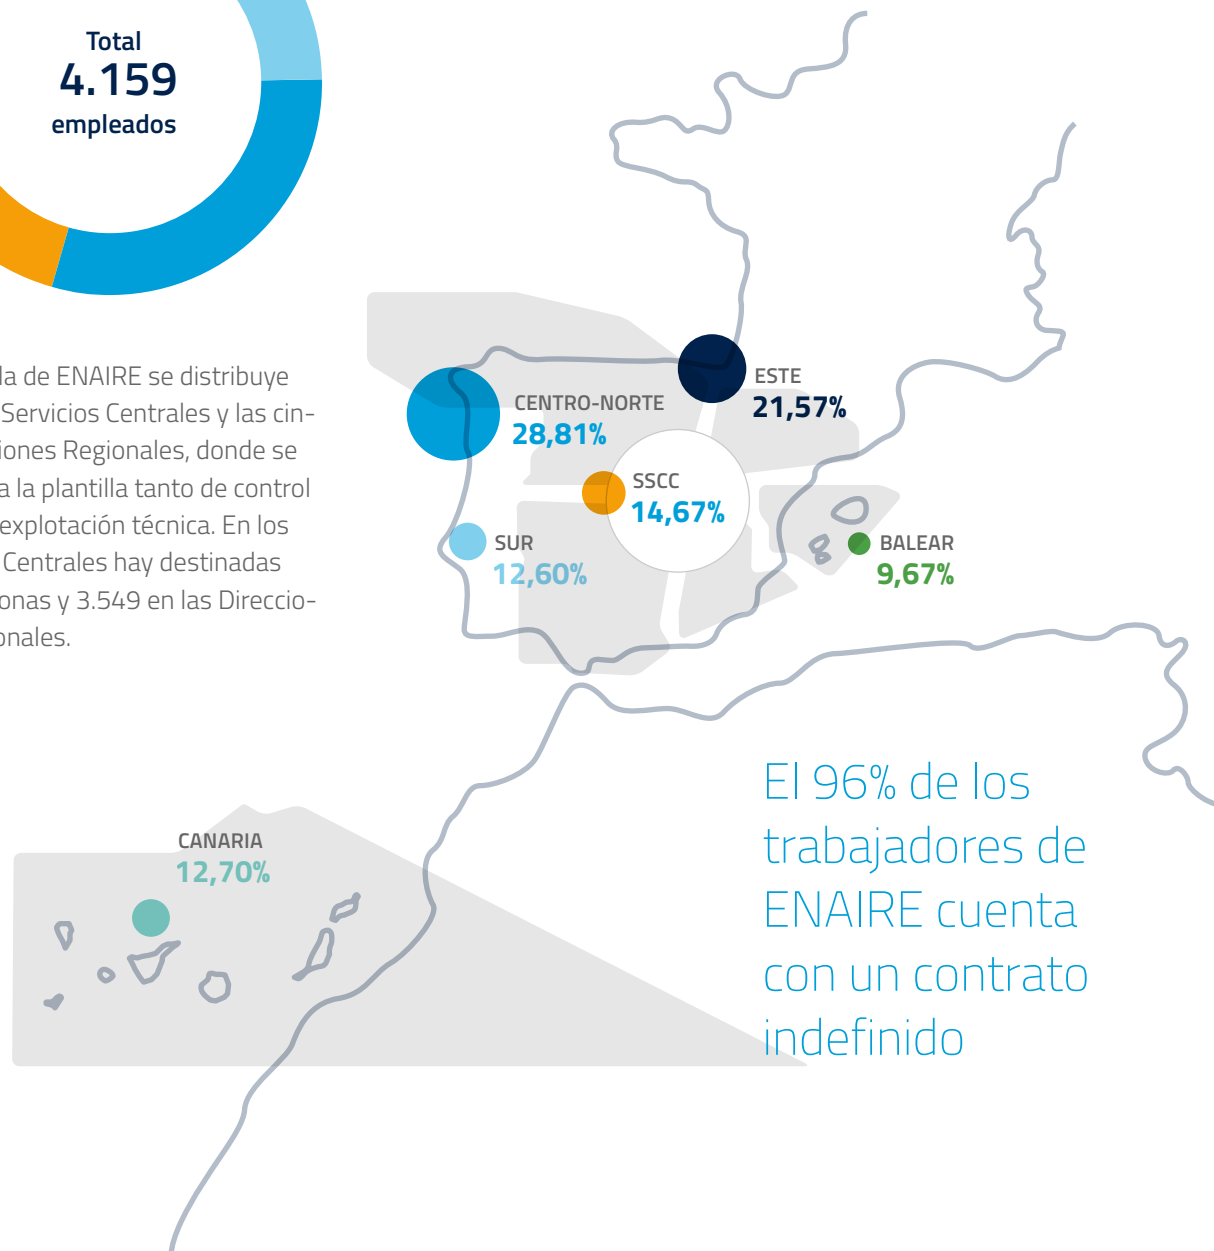 Total
4.159
empleados
la de ENAIRE se distribuye
Servicios Centrales y las cin-
iones Regionales, donde se
a la plantilla tanto de control
explotación técnica. En los
Centrales hay destinadas
onas y 3.549 en las Direccio-
onales.
CENTRO-NORTE
28,81%
ESTE
21,57%
SSCC
14,67%
SUR
12,60%
BALEAR
9,67%
CANARIA
12,70%
El 96% de los
trabajadores de
ENAIRE cuenta
con un contrato
indefinido